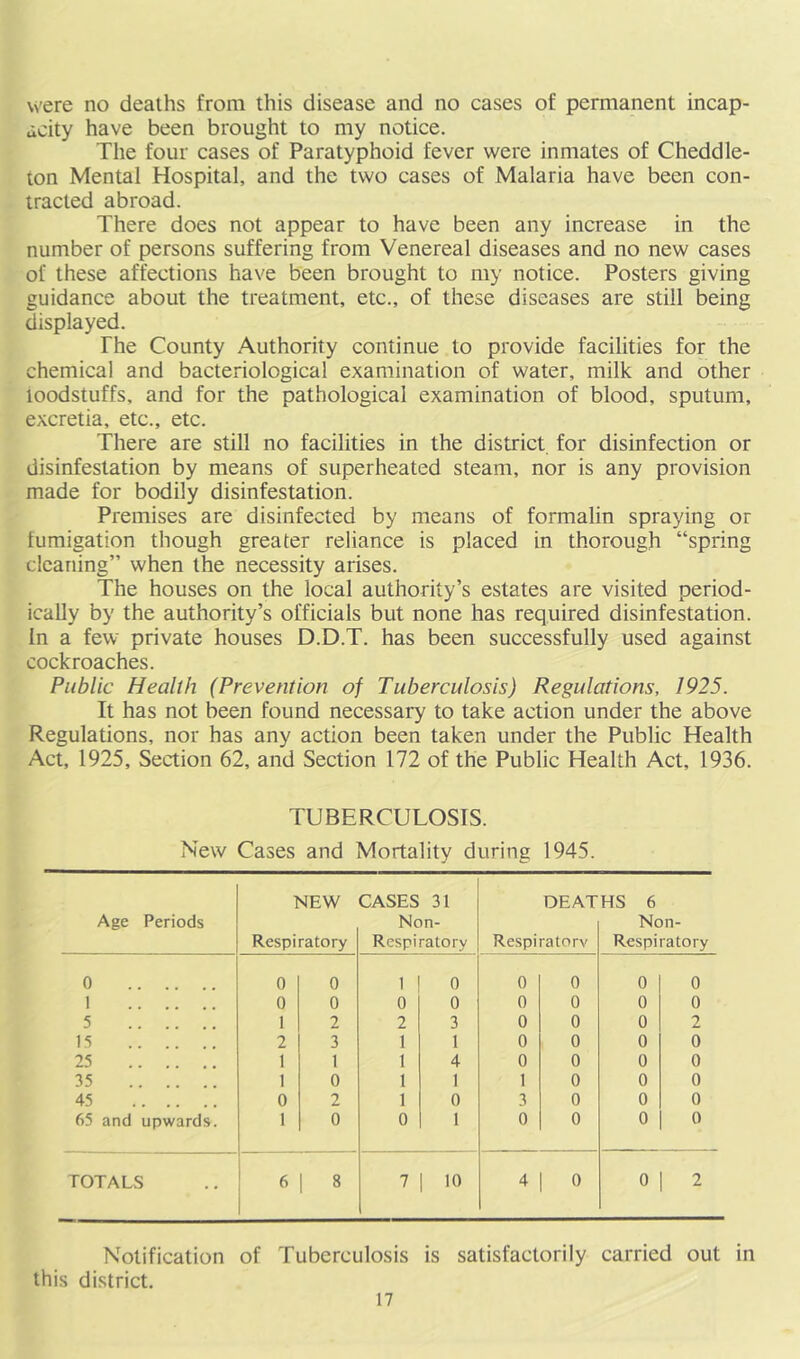 were no deaths from this disease and no cases of permanent incap-
acity have been brought to my notice.
The four cases of Paratyphoid fever were inmates of Cheddle-
ton Mental Hospital, and the two cases of Malaria have been con-
tracted abroad.
There does not appear to have been any increase in the
number of persons suffering from Venereal diseases and no new cases
of these affections have been brought to my notice. Posters giving
guidance about the treatment, etc., of these diseases are still being
displayed.
The County Authority continue to provide facilities for the
chemical and bacteriological examination of water, milk and other
foodstuffs, and for the pathological examination of blood, sputum,
excretia, etc., etc.
There are still no facilities in the district for disinfection or
disinfestation by means of superheated steam, nor is any provision
made for bodily disinfestation.
Premises are disinfected by means of formalin spraying or
fumigation though greater reliance is placed in thorough “spring
cleaning” when the necessity arises.
The houses on the local authority’s estates are visited period-
ically by the authority’s officials but none has required disinfestation.
In a few private houses D.D.T. has been successfully used against
cockroaches.
Public Health (Prevention of Tuberculosis) Regulations, 1925.
It has not been found necessary to take action under the above
Regulations, nor has any action been taken under the Public Health
Act, 1925, Section 62, and Section 172 of the Public Health Act, 1936.
TUBERCULOSIS.
New Cases and Mortality during 1945.
NEW CASES 31 DEATHS 6
Age Periods Non- Non-
Respiratory Respiratory Respiratory Respiratory
0 .. .. .. .. 0 0 1 0 0 0 0 0
1 .. .. .. .. 0 0 0 0 0 0 0 0
5 .. .. .. .. 1 2 2 3 0 0 0 2
15 .. .. .. .. 2 3 1 1 0 0 0 0
25 .. .. .. .. 1 1 1 4 0 0 0 0
35 .. .. .. .. 1 0 1 1 1 0 0 0
45 .. .. .. .. 0 2 1 0 3 0 0 0
65 and upwards. 1 0 0 1 0 0 0 0
TOTALS .. 6 8 7 10 4 0 0 2
Notification of Tuberculosis is satisfactorily carried out in
this district.
17